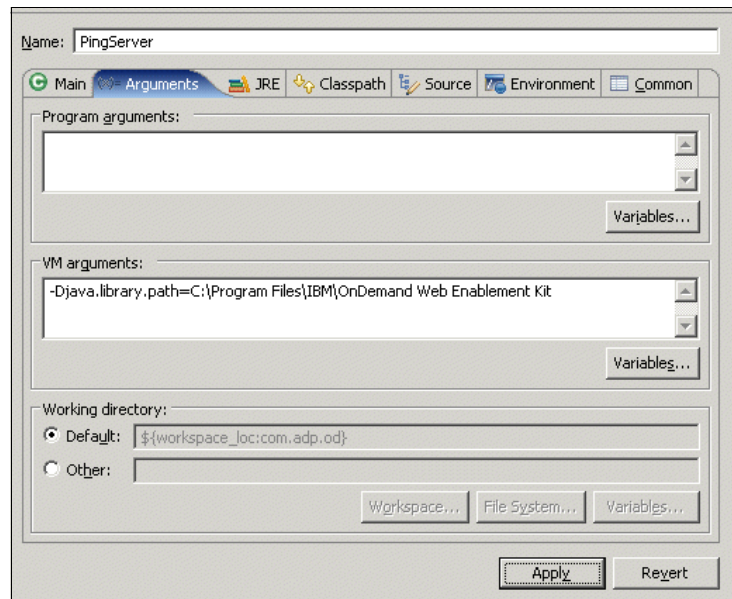 Name: PingServer
Main Arguments JRE Classpath Source Environment Common
Program arguments:
Variables...
VM arguments:
-Djava.library.path=C:\Program Files\IBM\OnDemand Web Enablement Kit
Variables...
Working directory:
Default: ${workspace_loc:com.adp.od}
Other:
Workspace... File System... Variables...
Apply Revert